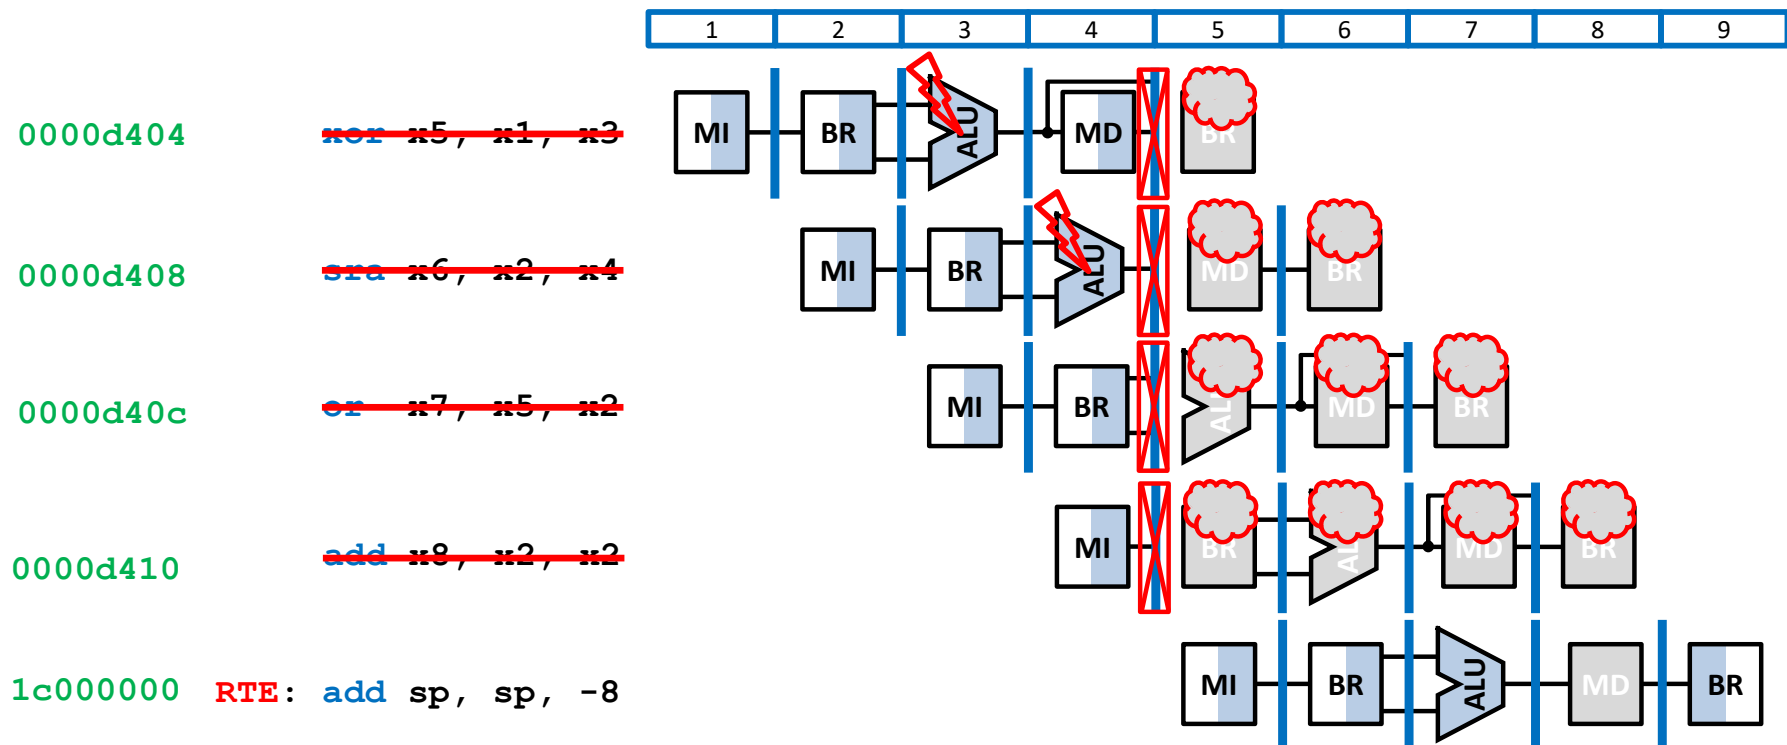 1 2 3 4 5 6 7 8 9
0000d404 xor x5, x1, x3 MI BR ALU MD BR
0000d408 sra x6, x2, x4 MI BR ALU MD BR
0000d40c or x7, x5, x2 MI BR ALU MD BR
0000d410 add x8, x2, x2 MI BR ALU MD BR
1c000000 RTE: add sp, sp, -8 MI BR ALU MD BR